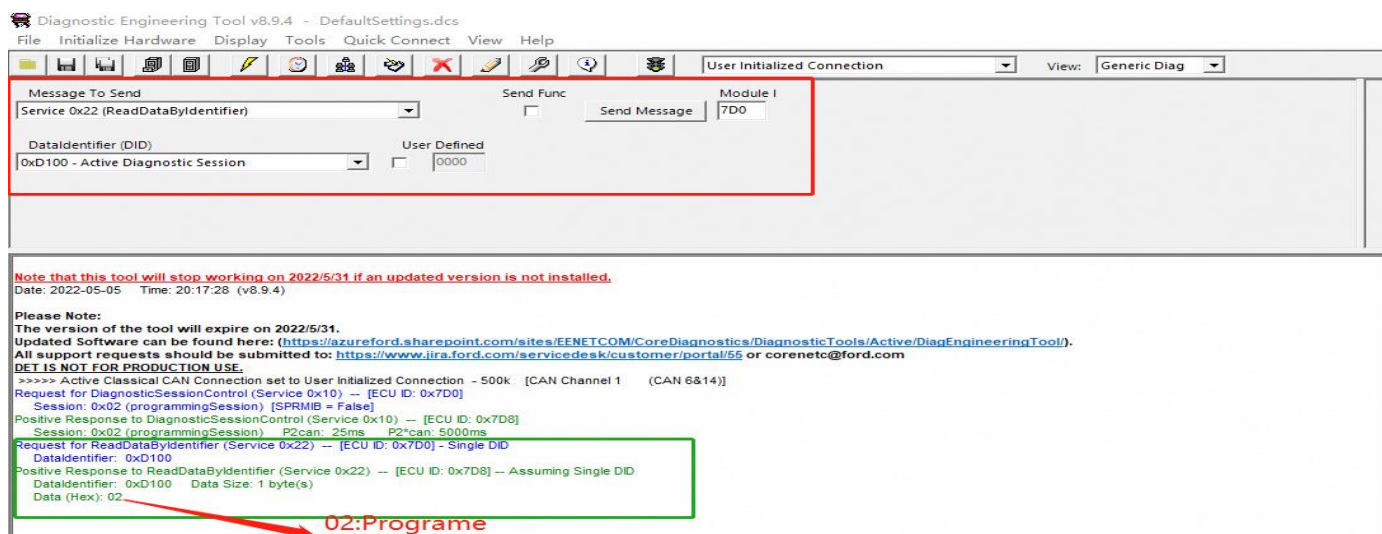 Diagnostic Engineering Tool v8.9.4 - DefaultSettings.dcs
File Initialize Hardware Display Tools Quick Connect View Help
User Initialized Connection View: Generic Diag
Message To Send Send Func Module I
Service 0x22 (ReadDataByIdentifier) Send Message 7D0
DataIdentifier (DID) User Defined
0xD100 - Active Diagnostic Session 0000
Note that this tool will stop working on 2022/5/31 if an updated version is not installed.
Date: 2022-05-05 Time: 20:17:28 (v8.9.4)
Please Note:
The version of the tool will expire on 2022/5/31.
Updated Software can be found here: (https://azureford.sharepoint.com/sites/EENETCOM/CoreDiagnostics/DiagnosticTools/Active/DiagEngineeringTool/).
All support requests should be submitted to: https://www.jira.ford.com/servicedesk/customer/portal/55 or corenetc@ford.com
DET IS NOT FOR PRODUCTION USE.
>>>>> Active Classical CAN Connection set to User Initialized Connection - 500k [CAN Channel 1 (CAN 6&14)]
Request for DiagnosticSessionControl (Service 0x10) -- [ECU ID: 0x7D0]
Session: 0x02 (programmingSession) [SPRMIB = False]
Positive Response to DiagnosticSessionControl (Service 0x10) -- [ECU ID: 0x7D8]
Session: 0x02 (programmingSession) P2can: 25ms P2*can: 5000ms
Request for ReadDataByIdentifier (Service 0x22) -- [ECU ID: 0x7D0] - Single DID
DataIdentifier: 0xD100
Positive Response to ReadDataByIdentifier (Service 0x22) -- [ECU ID: 0x7D8] -- Assuming Single DID
DataIdentifier: 0xD100 Data Size: 1 byte(s)
Data (Hex): 02
02:Programe